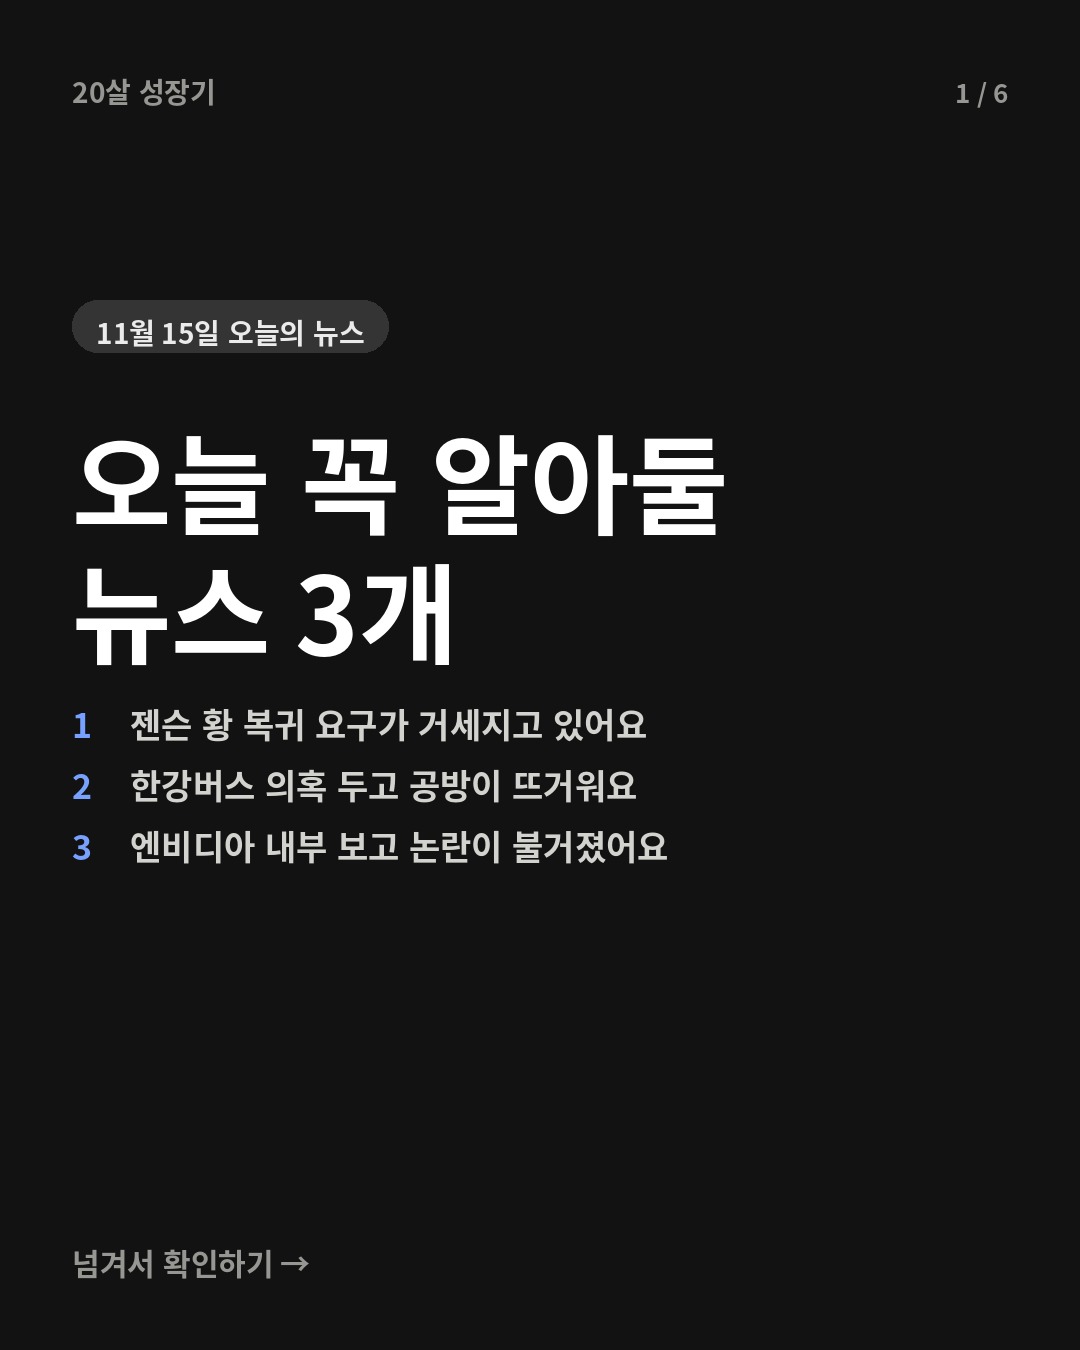 20살 성장기
1 / 6
11월 15일 오늘의 뉴스
오늘 꼭 알아둘
뉴스 3개
1 젠슨 황 복귀 요구가 거세지고 있어요
2 한강버스 의혹 두고 공방이 뜨거워요
3 엔비디아 내부 보고 논란이 불거졌어요
넘겨서 확인하기 →